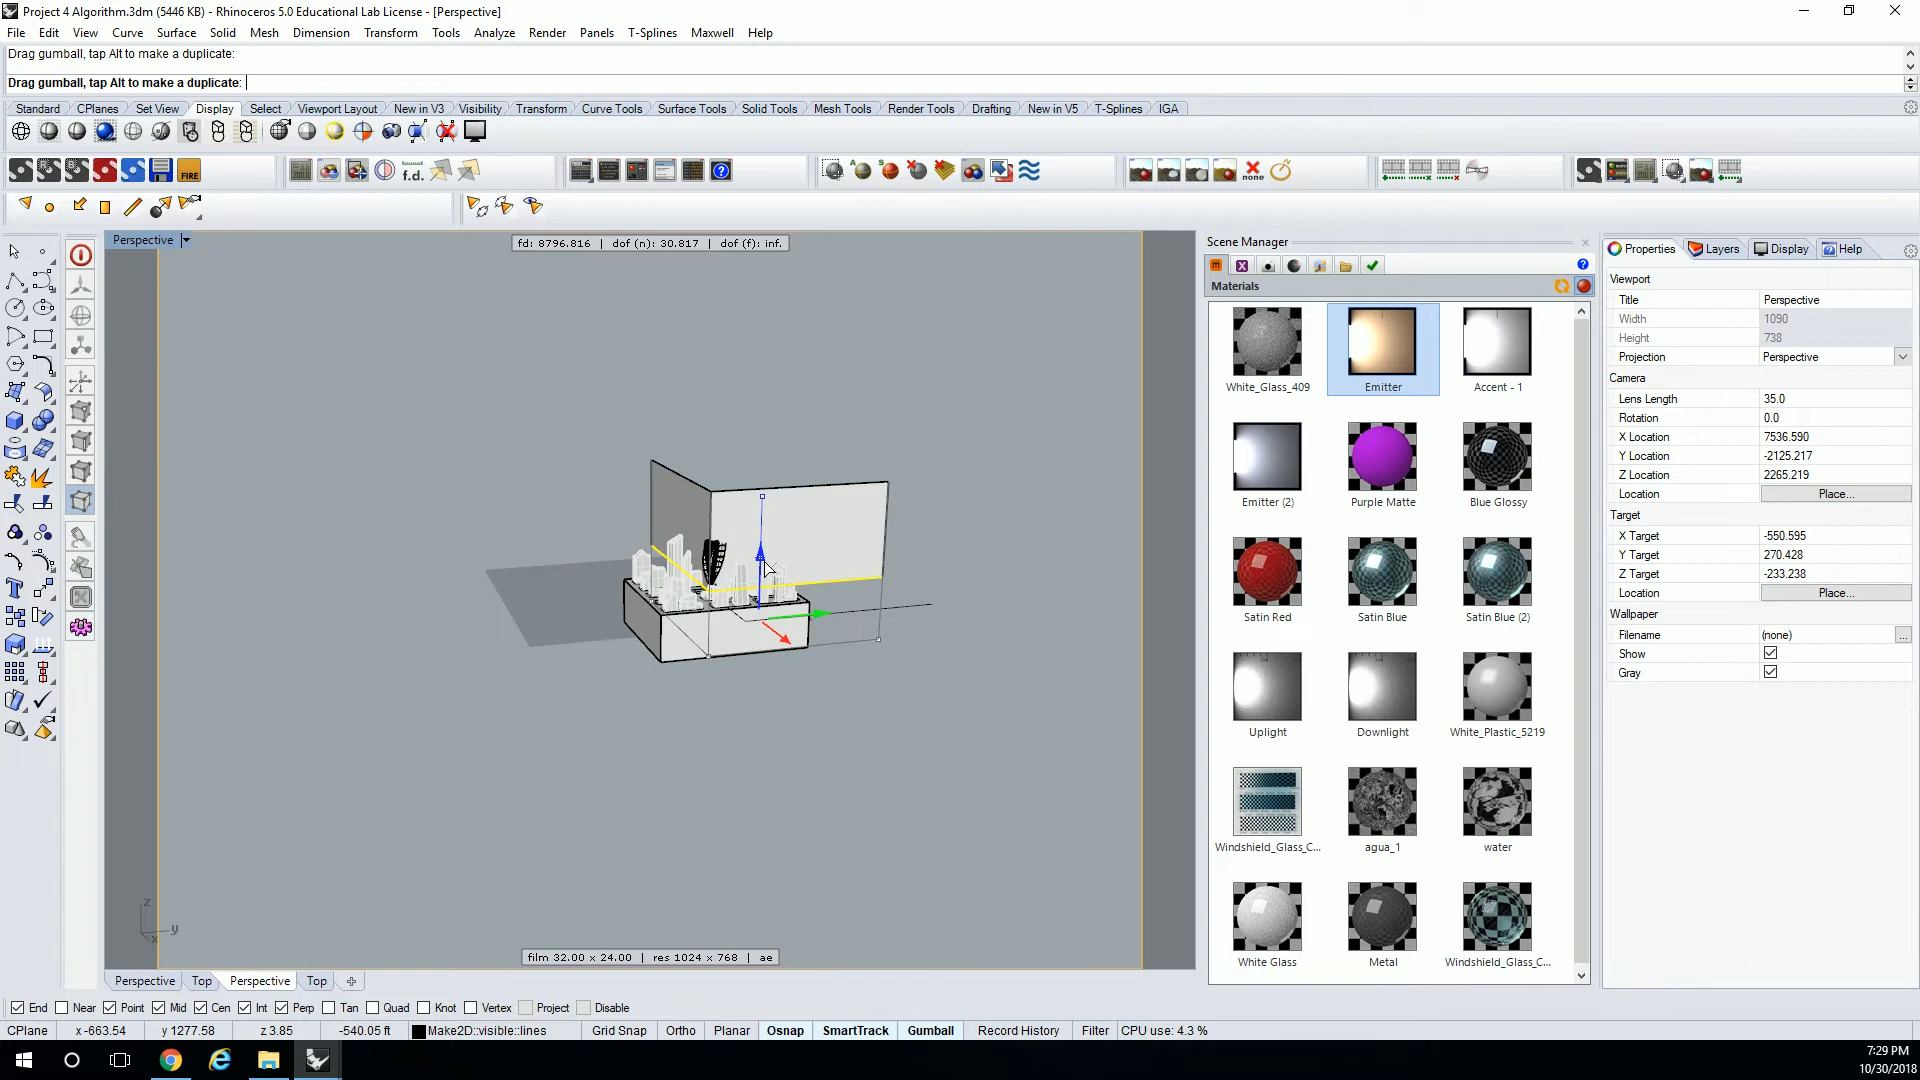 Project 4 Algorithm.3dm (5446 KB) - Rhinoceros 5.0 Educational Lab License - [Perspective]
File Edit View Curve Surface Solid Mesh Dimension Transform Tools Analyze Render Panels T-Splines Maxwell Help
Drag gumball, tap Alt to make a duplicate:
Drag gumball, tap Alt to make a duplicate:
Standard CPlanes Set View Display Select Viewport Layout New in V3 Visibility Transform Curve Tools Surface Tools Solid Tools Mesh Tools Render Tools Drafting New in V5 T-Splines IGA
FIRE f.d. none
Perspective
fd: 8796.816 | dof (n): 30.817 | dof (f): inf.
z
y
x
film 32.00 x 24.00 | res 1024 x 768 | ae
Scene Manager
Materials
White_Glass_409 Emitter Accent - 1
Emitter (2) Purple Matte Blue Glossy
Satin Red Satin Blue Satin Blue (2)
Uplight Downlight White_Plastic_5219
Windshield_Glass_C... agua_1 water
White Glass Metal Windshield_Glass_C...
Properties Layers Display Help
Viewport
Title Perspective
Width 1090
Height 738
Projection Perspective
Camera
Lens Length 35.0
Rotation 0.0
X Location 7536.590
Y Location -2125.217
Z Location 2265.219
Location Place...
Target
X Target -550.595
Y Target 270.428
Z Target -233.238
Location Place...
Wallpaper
Filename (none) ...
Show
Gray
Perspective Top Perspective Top
End Near Point Mid Cen Int Perp Tan Quad Knot Vertex Project Disable
CPlane x -663.54 y 1277.58 z 3.85 -540.05 ft Make2D::visible::lines Grid Snap Ortho Planar Osnap SmartTrack Gumball Record History Filter CPU use: 4.3 %
7:29 PM
10/30/2018